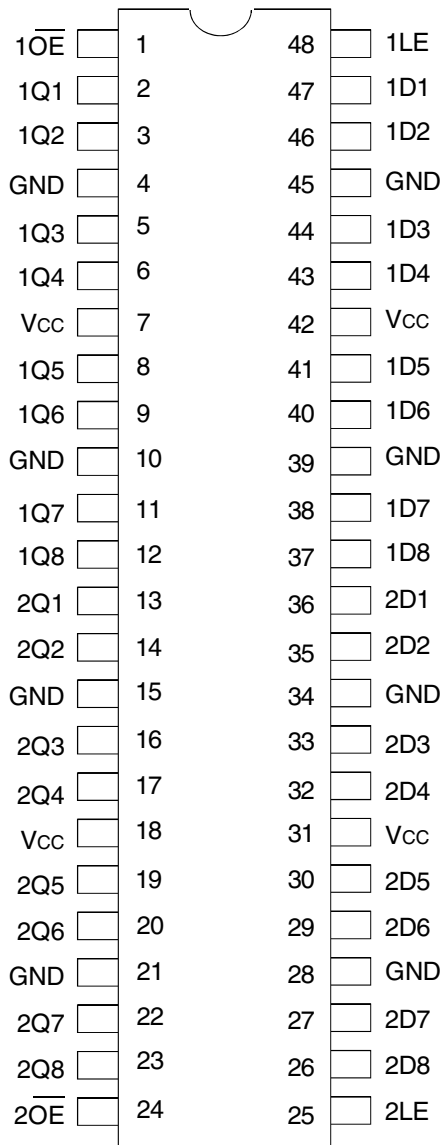 1O̅E̅ 1 48 1LE
1Q1 2 47 1D1
1Q2 3 46 1D2
GND 4 45 GND
1Q3 5 44 1D3
1Q4 6 43 1D4
Vcc 7 42 Vcc
1Q5 8 41 1D5
1Q6 9 40 1D6
GND 10 39 GND
1Q7 11 38 1D7
1Q8 12 37 1D8
2Q1 13 36 2D1
2Q2 14 35 2D2
GND 15 34 GND
2Q3 16 33 2D3
2Q4 17 32 2D4
Vcc 18 31 Vcc
2Q5 19 30 2D5
2Q6 20 29 2D6
GND 21 28 GND
2Q7 22 27 2D7
2Q8 23 26 2D8
2O̅E̅ 24 25 2LE